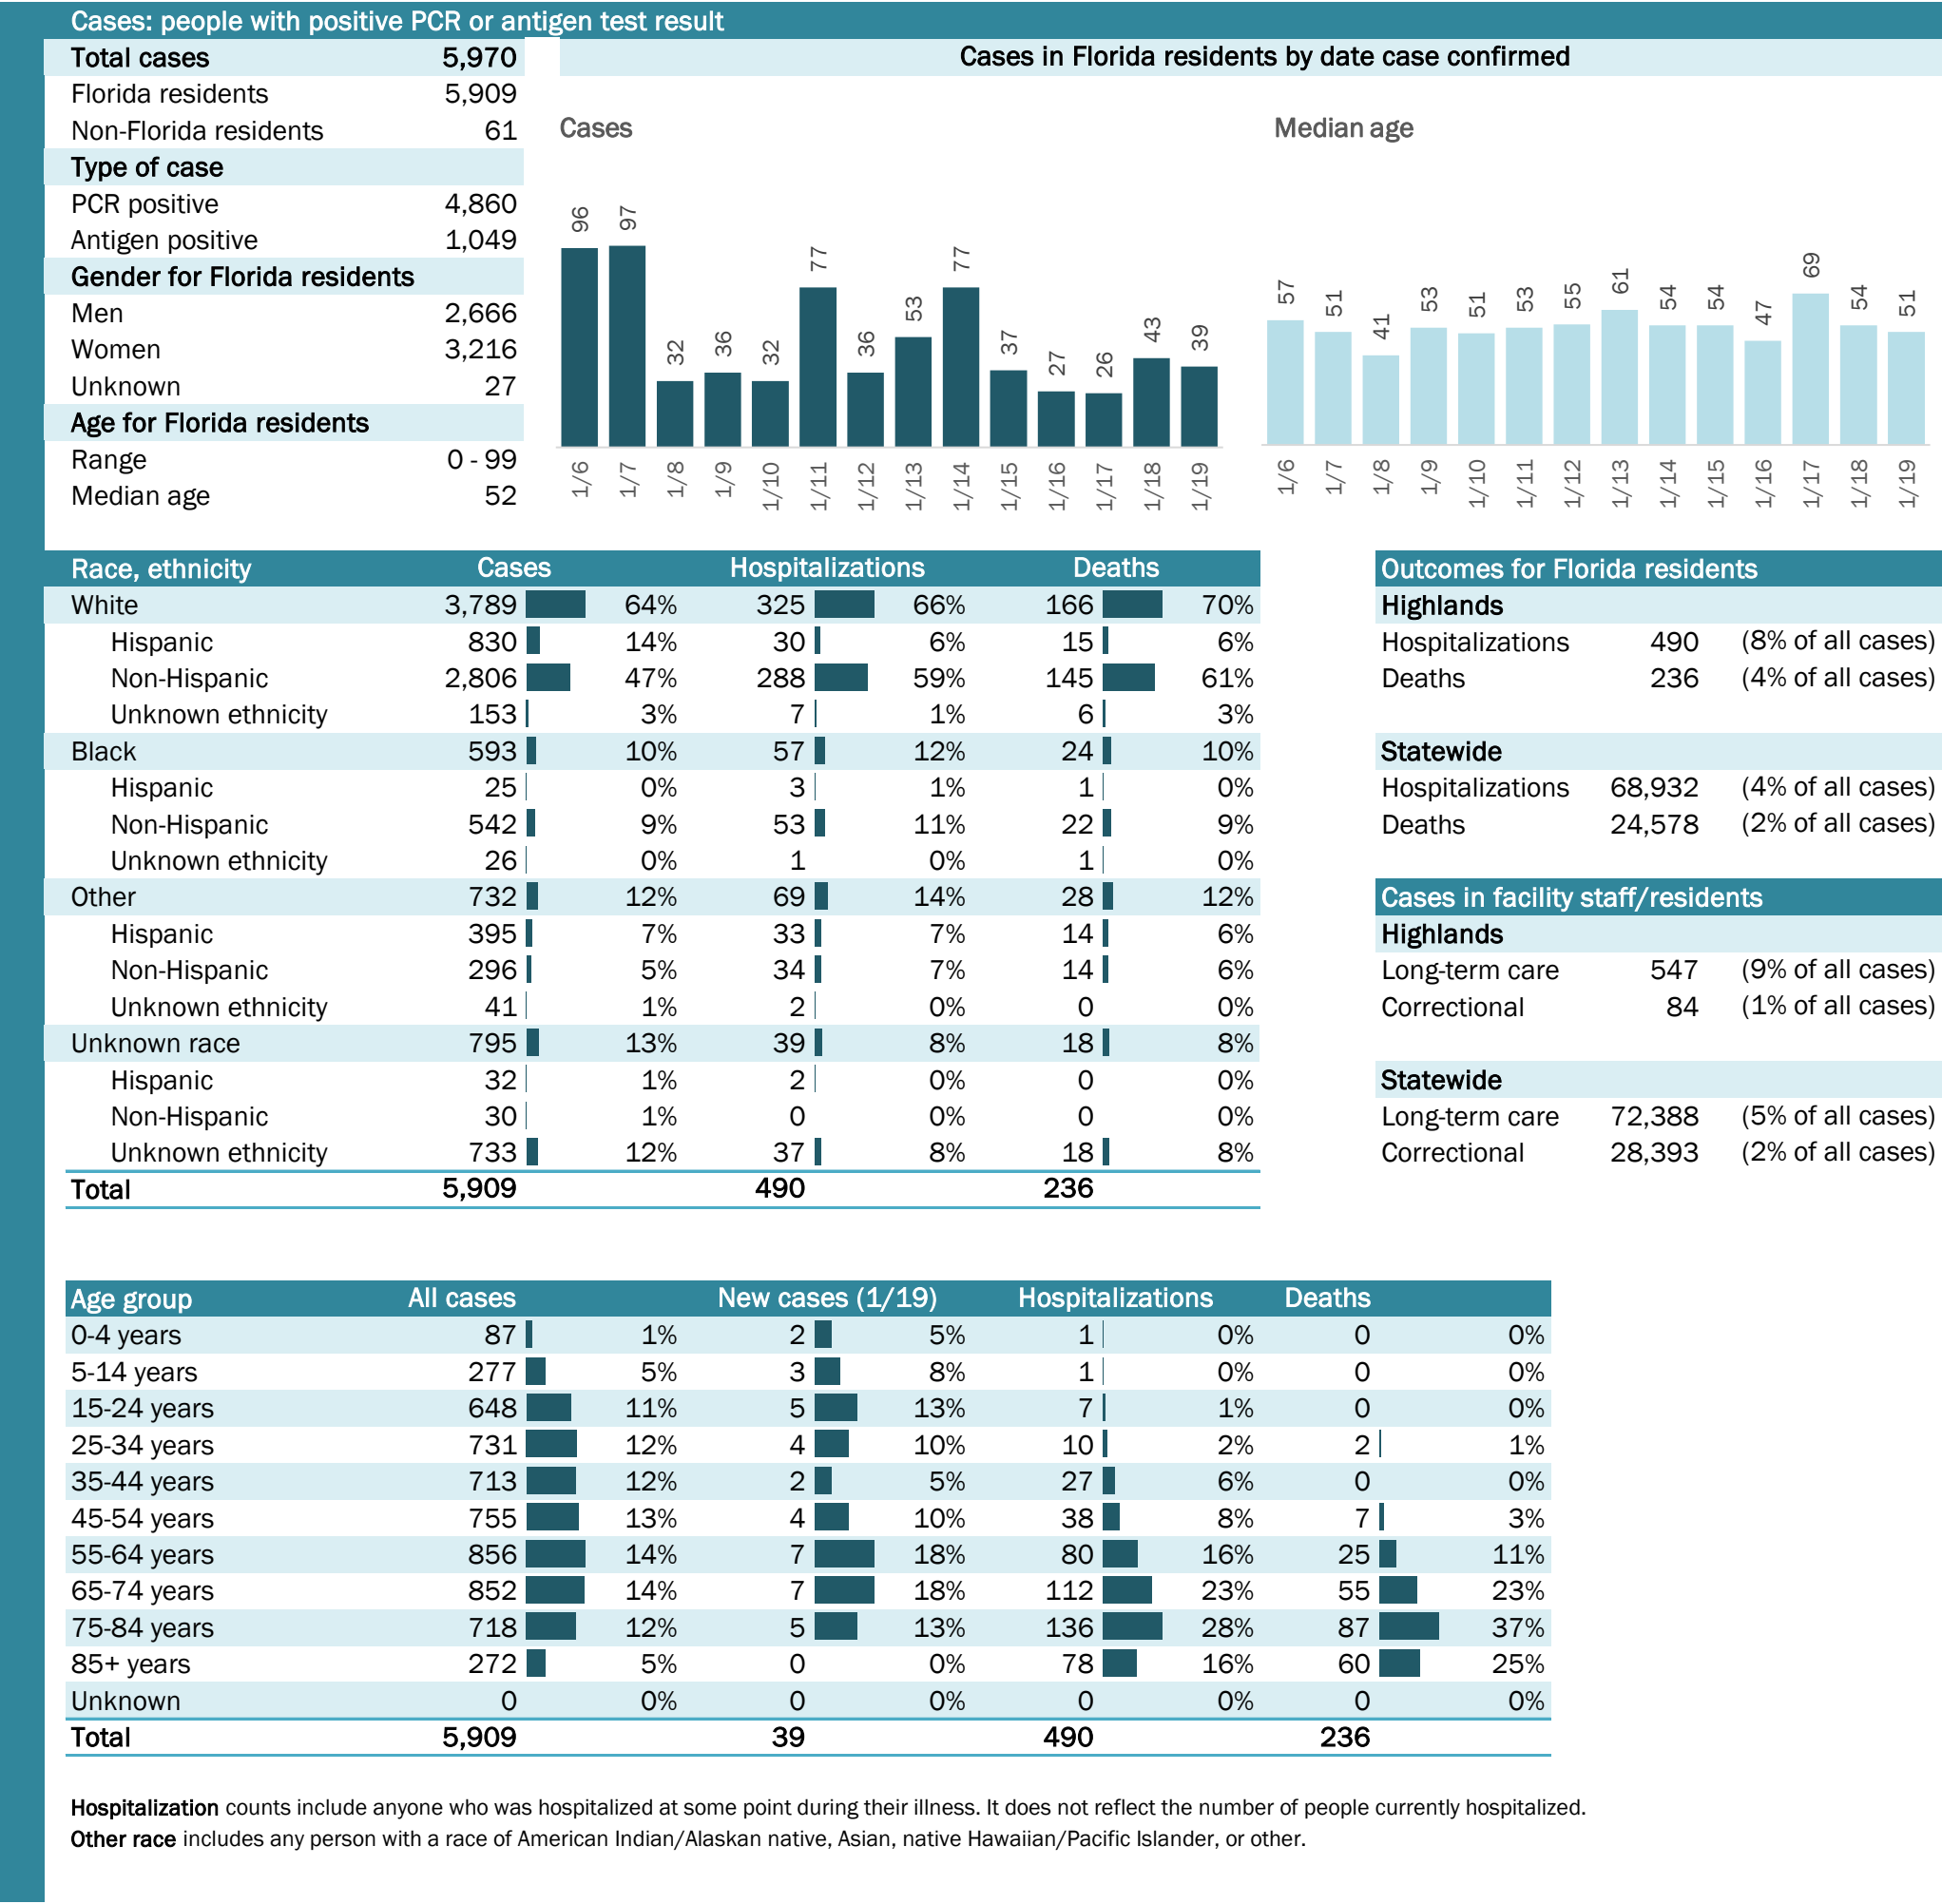 Cases: people with positive PCR or antigen test result
Total cases 5,970
Florida residents 5,909
Non-Florida residents 61
Type of case
PCR positive 4,860
Antigen positive 1,049
Gender for Florida residents
Men 2,666
Women 3,216
Unknown 27
Age for Florida residents
Range 0 - 99
Median age 52
Cases in Florida residents by date case confirmed
Cases
96 97 32 36 32 77 36 53 77 37 27 26 43 39
1/6 1/7 1/8 1/9 1/10 1/11 1/12 1/13 1/14 1/15 1/16 1/17 1/18 1/19
Median age
57 51 41 53 51 53 55 61 54 54 47 69 54 51
1/6 1/7 1/8 1/9 1/10 1/11 1/12 1/13 1/14 1/15 1/16 1/17 1/18 1/19
Race, ethnicity Cases Hospitalizations Deaths
White 3,789 64% 325 66% 166 70%
Hispanic 830 14% 30 6% 15 6%
Non-Hispanic 2,806 47% 288 59% 145 61%
Unknown ethnicity 153 3% 7 1% 6 3%
Black 593 10% 57 12% 24 10%
Hispanic 25 0% 3 1% 1 0%
Non-Hispanic 542 9% 53 11% 22 9%
Unknown ethnicity 26 0% 1 0% 1 0%
Other 732 12% 69 14% 28 12%
Hispanic 395 7% 33 7% 14 6%
Non-Hispanic 296 5% 34 7% 14 6%
Unknown ethnicity 41 1% 2 0% 0 0%
Unknown race 795 13% 39 8% 18 8%
Hispanic 32 1% 2 0% 0 0%
Non-Hispanic 30 1% 0 0% 0 0%
Unknown ethnicity 733 12% 37 8% 18 8%
Total 5,909 490 236
Outcomes for Florida residents
Highlands
Hospitalizations 490 (8% of all cases)
Deaths 236 (4% of all cases)
Statewide
Hospitalizations 68,932 (4% of all cases)
Deaths 24,578 (2% of all cases)
Cases in facility staff/residents
Highlands
Long-term care 547 (9% of all cases)
Correctional 84 (1% of all cases)
Statewide
Long-term care 72,388 (5% of all cases)
Correctional 28,393 (2% of all cases)
Age group All cases New cases (1/19) Hospitalizations Deaths
0-4 years 87 1% 2 5% 1 0% 0 0%
5-14 years 277 5% 3 8% 1 0% 0 0%
15-24 years 648 11% 5 13% 7 1% 0 0%
25-34 years 731 12% 4 10% 10 2% 2 1%
35-44 years 713 12% 2 5% 27 6% 0 0%
45-54 years 755 13% 4 10% 38 8% 7 3%
55-64 years 856 14% 7 18% 80 16% 25 11%
65-74 years 852 14% 7 18% 112 23% 55 23%
75-84 years 718 12% 5 13% 136 28% 87 37%
85+ years 272 5% 0 0% 78 16% 60 25%
Unknown 0 0% 0 0% 0 0% 0 0%
Total 5,909 39 490 236
Hospitalization counts include anyone who was hospitalized at some point during their illness. It does not reflect the number of people currently hospitalized.
Other race includes any person with a race of American Indian/Alaskan native, Asian, native Hawaiian/Pacific Islander, or other.